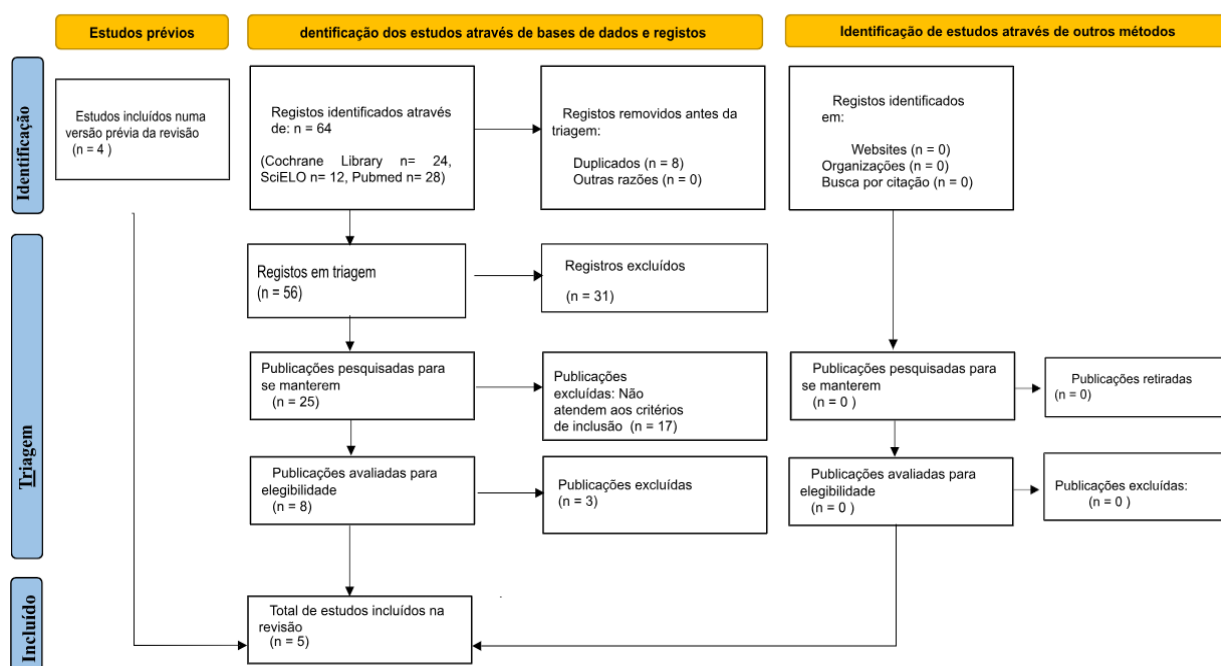 Estudos prévios
dentificação dos estudos através de bases de dados e registos
Identificação de estudos através de outros métodos
Identificação
Estudos incluídos numa
versão prévia da revisão
(n = 4 )
Registos identificados através
de: n = 64
(Cochrane Library n= 24,
SciELO n= 12, Pubmed n= 28)
Registos removidos antes da
triagem:
Duplicados (n = 8)
Outras razões (n = 0)
Registos identificados
em:
Websites (n = 0)
Organizações (n = 0)
Busca por citação (n = 0)
Triagem
Registos em triagem
(n = 56)
Registros excluídos
(n = 31)
Publicações pesquisadas para
se manterem
(n = 25)
Publicações
excluídas: Não
atendem aos critérios
de inclusão (n = 17)
Publicações pesquisadas para
se manterem
(n = 0 )
Publicações retiradas
(n = 0)
Publicações avaliadas para
elegibilidade
(n = 8)
Publicações excluídas
(n = 3)
Publicações avaliadas para
elegibilidade
(n = 0 )
Publicações excluídas:
(n = 0 )
Incluído
Total de estudos incluídos na
revisão
(n = 5)